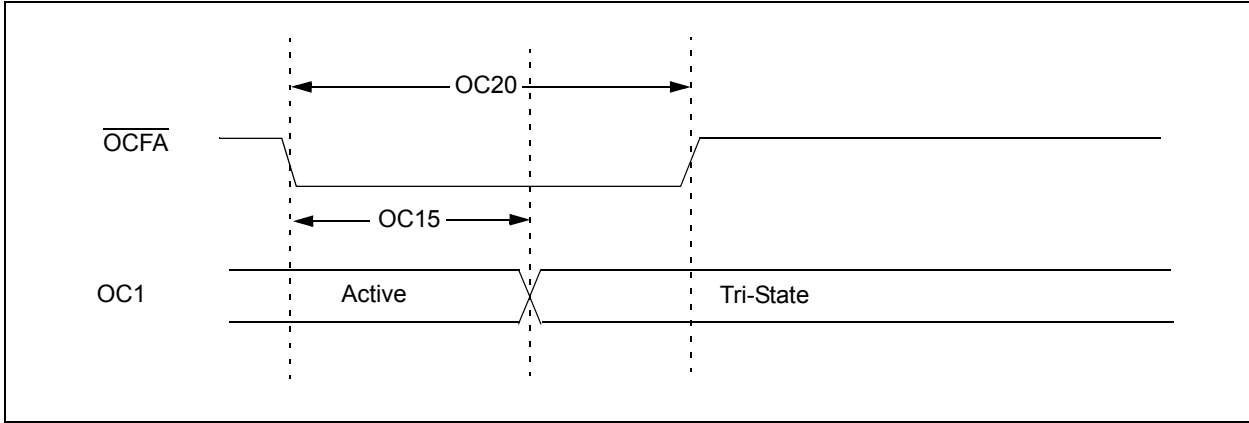 OC20
OCFA
OC15
OC1
Active
Tri-State